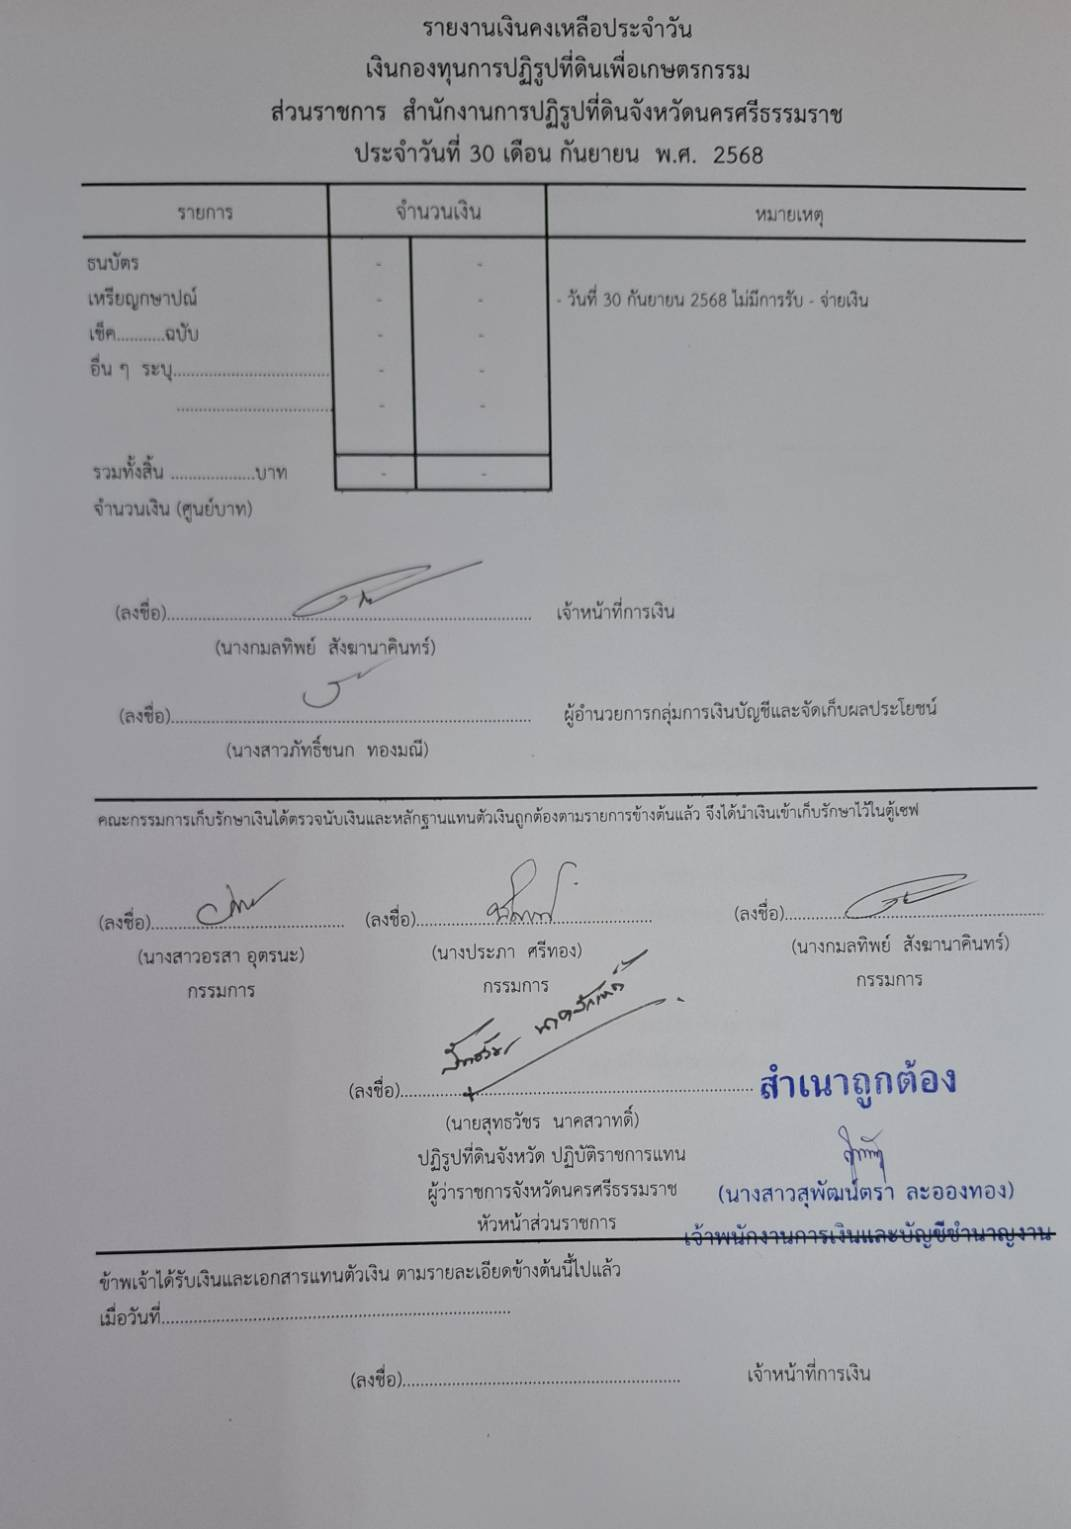 รายงานเงินคงเหลือประจำวัน
เงินกองทุนการปฏิรูปที่ดินเพื่อเกษตรกรรม
ส่วนราชการ สำนักงานการปฏิรูปที่ดินจังหวัดนครศรีธรรมราช
ประจำวันที่ 30 เดือน กันยายน พ.ศ. 2568
รายการ จำนวนเงิน หมายเหตุ
ธนบัตร - -
เหรียญกษาปณ์ - - - วันที่ 30 กันยายน 2568 ไม่มีการรับ - จ่ายเงิน
เช็ค...........ฉบับ - -
อื่น ๆ ระบุ.................................... - -
.................................... - -
รวมทั้งสิ้น ...................บาท - -
จำนวนเงิน (ศูนย์บาท)
(ลงชื่อ)................................................................ เจ้าหน้าที่การเงิน
(นางกมลทิพย์ สังฆานาคินทร์)
(ลงชื่อ)................................................................ ผู้อำนวยการกลุ่มการเงินบัญชีและจัดเก็บผลประโยชน์
(นางสาวภัทธิ์ชนก ทองมณี)
คณะกรรมการเก็บรักษาเงินได้ตรวจนับเงินและหลักฐานแทนตัวเงินถูกต้องตามรายการข้างต้นแล้ว จึงได้นำเงินเข้าเก็บรักษาไว้ในตู้เซฟ
(ลงชื่อ)........................................ (ลงชื่อ)........................................ (ลงชื่อ)........................................
(นางสาวอรสา อุตรนะ) (นางประภา ศรีทอง) (นางกมลทิพย์ สังฆานาคินทร์)
กรรมการ กรรมการ กรรมการ
(ลงชื่อ)................................................................ สำเนาถูกต้อง
(นายสุทธวัชร นาคสวาทดิ์)
ปฏิรูปที่ดินจังหวัด ปฏิบัติราชการแทน
ผู้ว่าราชการจังหวัดนครศรีธรรมราช (นางสาวสุพัฒน์ตรา ละอองทอง)
หัวหน้าส่วนราชการ เจ้าพนักงานการเงินและบัญชีชำนาญงาน
ข้าพเจ้าได้รับเงินและเอกสารแทนตัวเงิน ตามรายละเอียดข้างต้นนี้ไปแล้ว
เมื่อวันที่................................................................
(ลงชื่อ)................................................................ เจ้าหน้าที่การเงิน